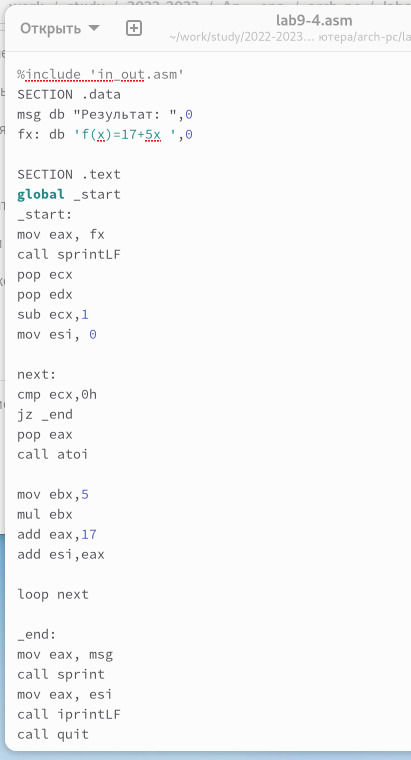 lab9-4.asm
Открыть
~/work/study/2022-2023... ютера/arch-pc/la
%include 'in_out.asm'
SECTION .data
msg db "Результат: ",0
fx: db 'f(x)=17+5x ',0
SECTION .text
global _start
_start:
mov eax, fx
call sprintLF
pop ecx
pop edx
sub ecx,1
mov esi, 0
next:
cmp ecx,0h
jz _end
pop eax
call atoi
mov ebx,5
mul ebx
add eax,17
add esi,eax
loop next
_end:
mov eax, msg
call sprint
mov eax, esi
call iprintLF
call quit